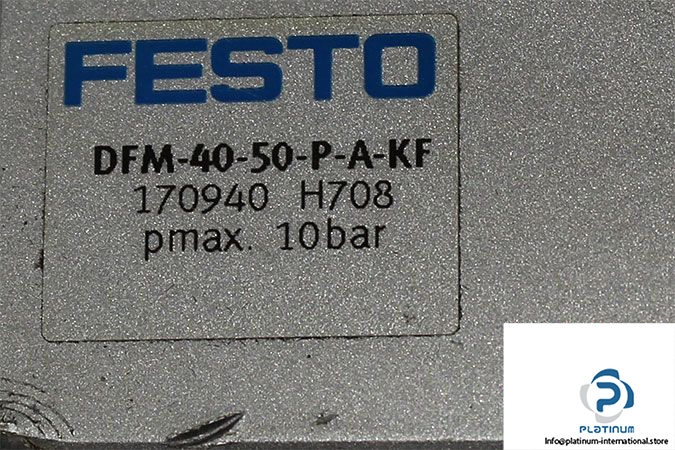 FESTO
DFM-40-50-P-A-KF
170940 H708
pmax. 10bar
PLATINUM
Info@platinum-international.store